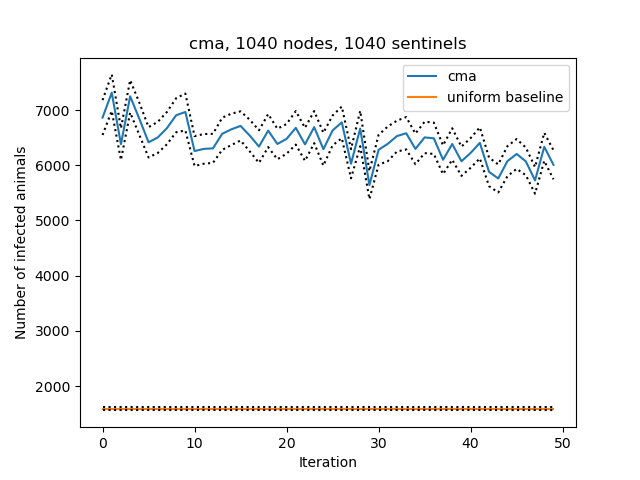 cma, 1040 nodes, 1040 sentinels
cma
uniform baseline
Number of infected animals
7000
6000
5000
4000
3000
2000
0 10 20 30 40 50
Iteration